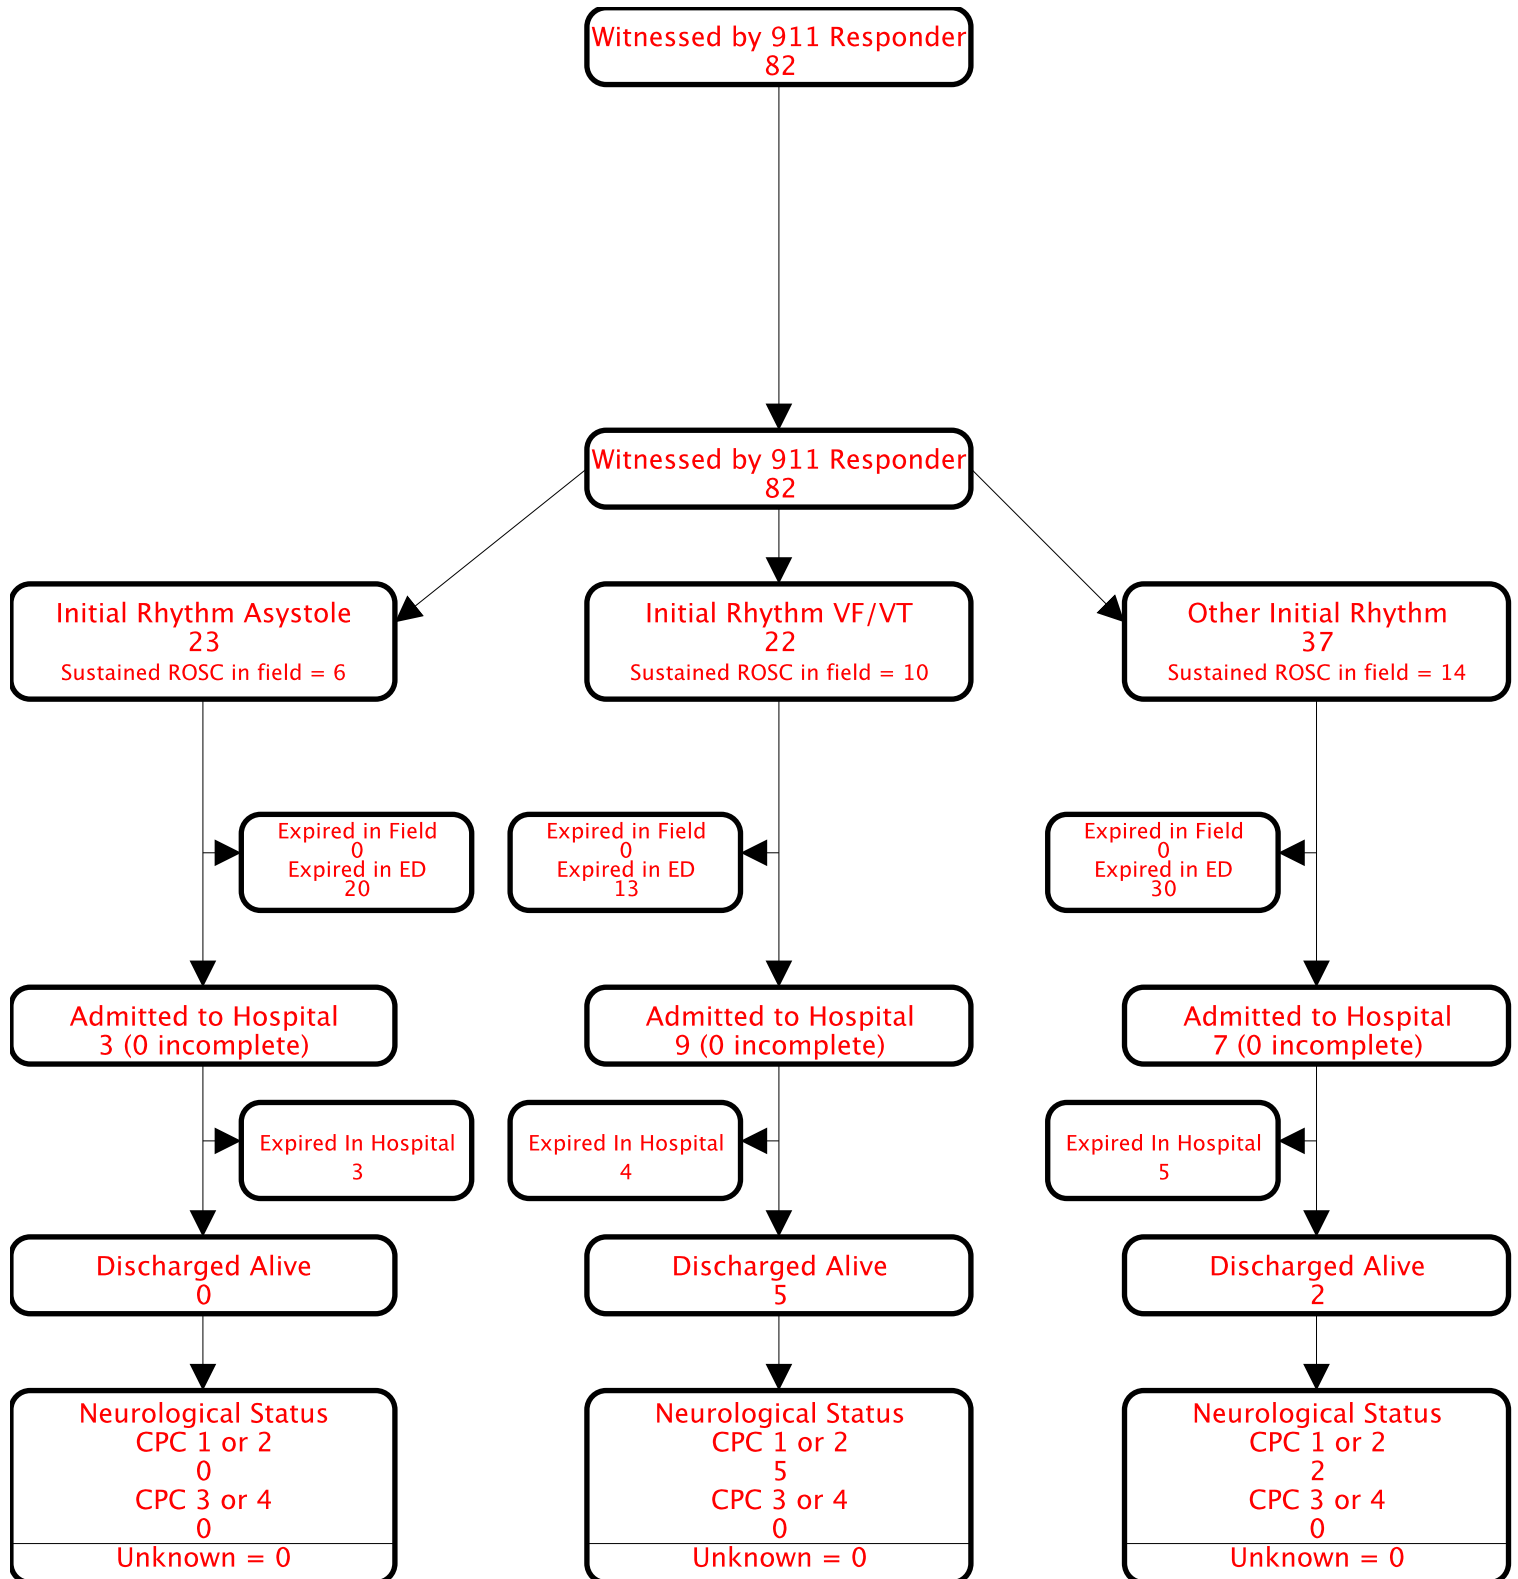 Witnessed by 911 Responder
82
Witnessed by 911 Responder
82
Initial Rhythm Asystole
23
Sustained ROSC in field = 6
Initial Rhythm VF/VT
22
Sustained ROSC in field = 10
Other Initial Rhythm
37
Sustained ROSC in field = 14
Expired in Field
0
Expired in ED
20
Expired in Field
0
Expired in ED
13
Expired in Field
0
Expired in ED
30
Admitted to Hospital
3 (0 incomplete)
Admitted to Hospital
9 (0 incomplete)
Admitted to Hospital
7 (0 incomplete)
Expired In Hospital
3
Expired In Hospital
4
Expired In Hospital
5
Discharged Alive
0
Discharged Alive
5
Discharged Alive
2
Neurological Status
CPC 1 or 2
0
CPC 3 or 4
0
Unknown = 0
Neurological Status
CPC 1 or 2
5
CPC 3 or 4
0
Unknown = 0
Neurological Status
CPC 1 or 2
2
CPC 3 or 4
0
Unknown = 0